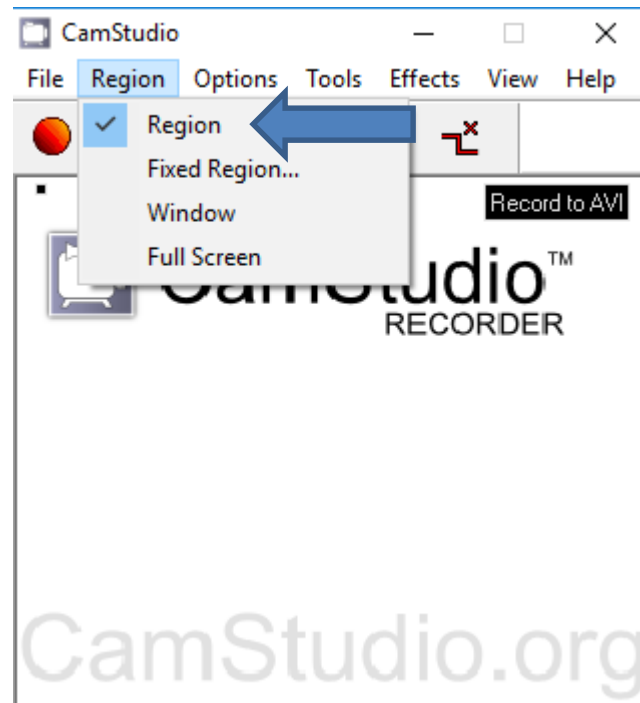 CamStudio
File Region Options Tools Effects View Help
Region
Fixed Region...
Window
Full Screen
Record to AVI
CamStudio™
RECORDER
CamStudio.org